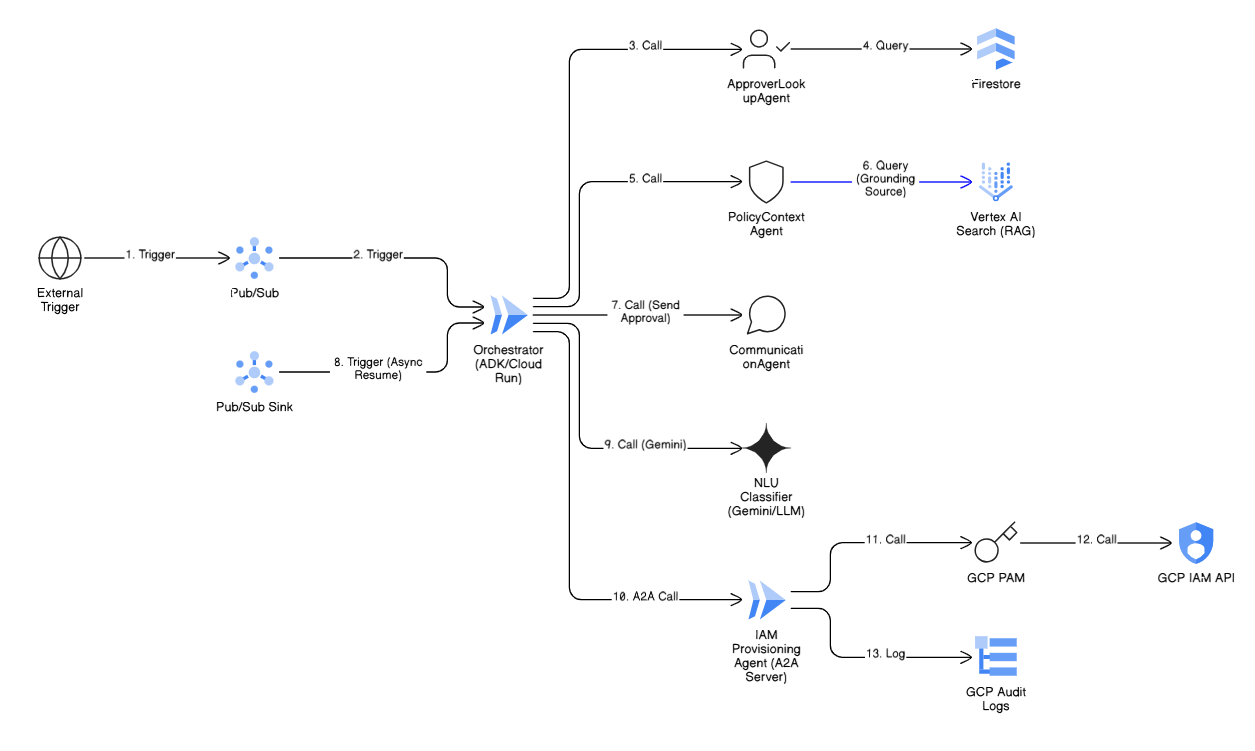 3. Call
4. Query
ApproverLook
upAgent
Firestore
5. Call
6. Query
(Grounding
Source)
PolicyContext
Agent
Vertex AI
Search (RAG)
1. Trigger
2. Trigger
External
Trigger
Pub/Sub
7. Call (Send
Approval)
Orchestrator
(ADK/Cloud
Run)
Communicati
onAgent
8. Trigger (Async
Resume)
Pub/Sub Sink
9. Call (Gemini)
NLU
Classifier
(Gemini/LLM)
11. Call
12. Call
GCP PAM
GCP IAM API
10. A2A Call
IAM
Provisioning
Agent (A2A
Server)
13. Log
GCP Audit
Logs